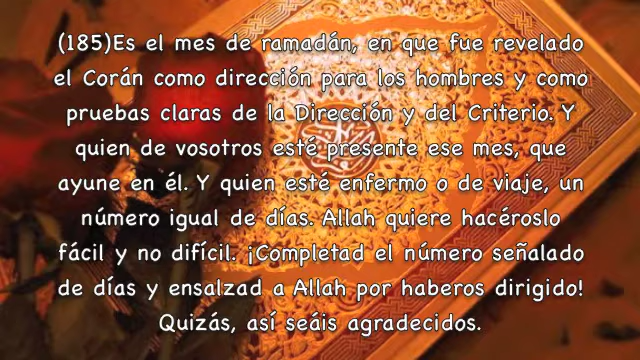 (185)Es el mes de ramadán, en que fue revelado
el Corán como dirección para los hombres y como
pruebas claras de la Dirección y del Criterio. Y
quien de vosotros esté presente ese mes, que
ayune en él. Y quien esté enfermo o de viaje, un
número igual de días. Allah quiere hacéroslo
fácil y no difícil. ¡Completad el número señalado
de días y ensalzad a Allah por haberos dirigido!
Quizás, así seáis agradecidos.